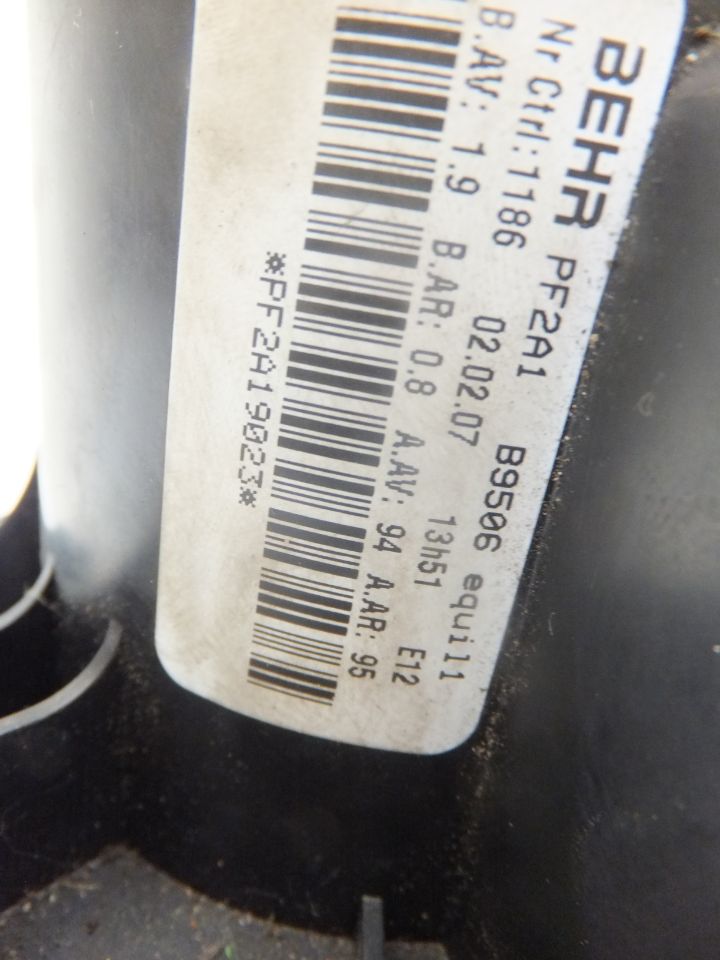 BEHR PF2A1 B9506 equil1
Nr Ctrl:1186 02.02.07 13h51 E12
B.AV: 1.9 B.AR: 0.8 A.AV: 94 A.AR: 95
*PF2A19023*